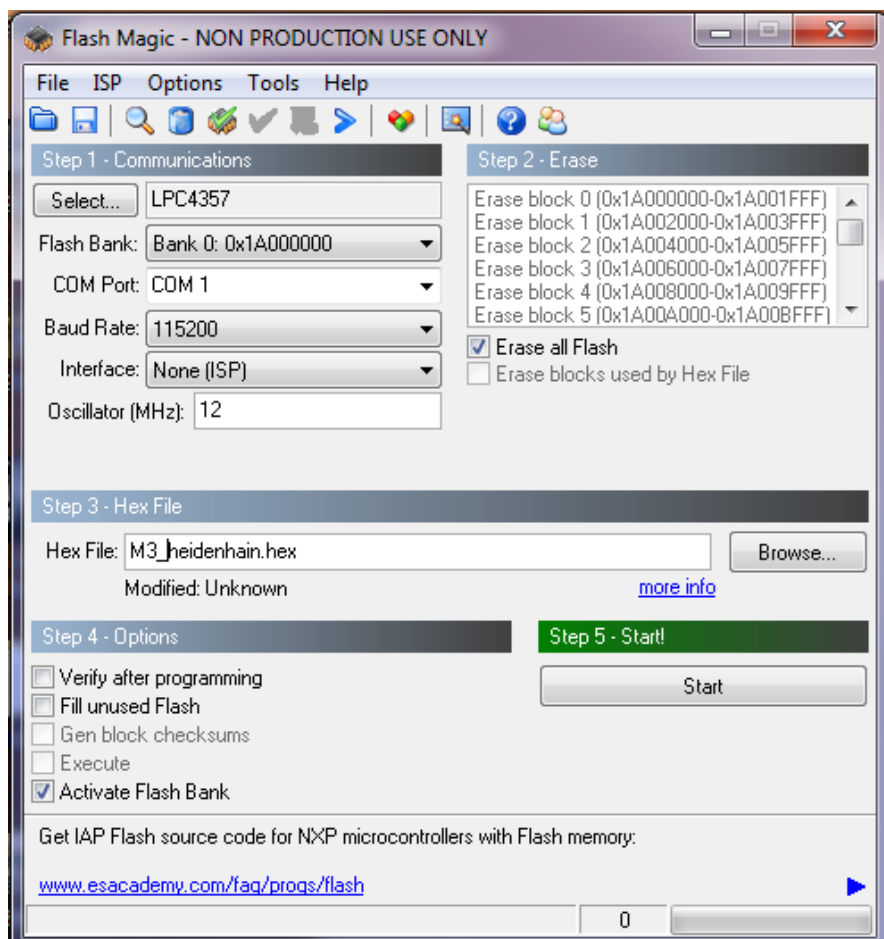 Flash Magic - NON PRODUCTION USE ONLY
File ISP Options Tools Help
Step 1 - Communications
Select... LPC4357
Flash Bank: Bank 0: 0x1A000000
COM Port: COM 1
Baud Rate: 115200
Interface: None (ISP)
Oscillator (MHz): 12
Step 2 - Erase
Erase block 0 (0x1A000000-0x1A001FFF)
Erase block 1 (0x1A002000-0x1A003FFF)
Erase block 2 (0x1A004000-0x1A005FFF)
Erase block 3 (0x1A006000-0x1A007FFF)
Erase block 4 (0x1A008000-0x1A009FFF)
Erase block 5 (0x1A00A000-0x1A00BFFF)
Erase all Flash
Erase blocks used by Hex File
Step 3 - Hex File
Hex File: M3_heidenhain.hex Browse...
Modified: Unknown more info
Step 4 - Options
Verify after programming
Fill unused Flash
Gen block checksums
Execute
Activate Flash Bank
Step 5 - Start!
Start
Get IAP Flash source code for NXP microcontrollers with Flash memory:
www.esacademy.com/faq/progs/flash
0